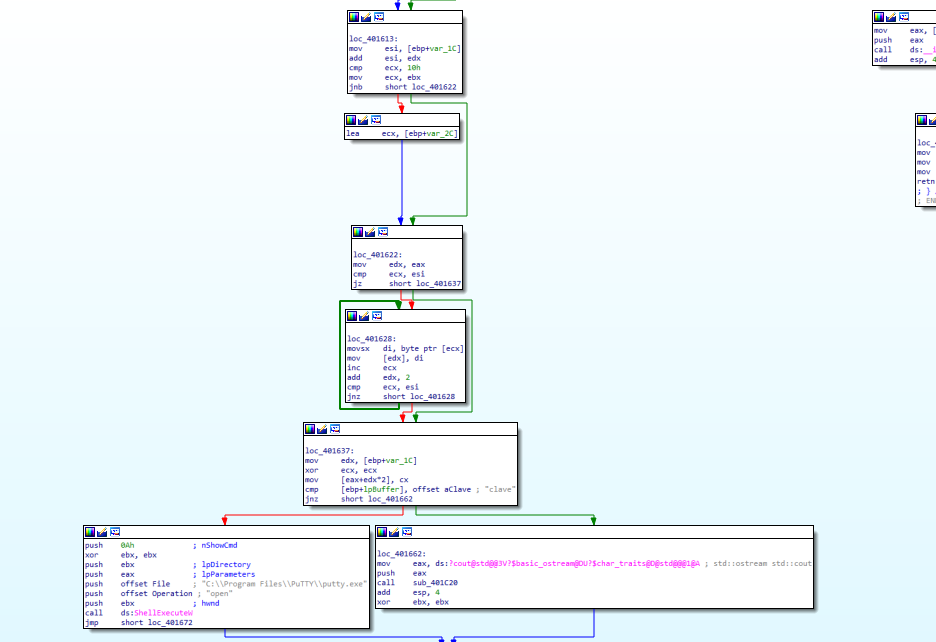 loc_401613:
mov     esi, [ebp+var_1C]
add     esi, edx
cmp     ecx, 10h
mov     ecx, ebx
jnb     short loc_401622
lea     ecx, [ebp+var_2C]
loc_401622:
mov     edx, eax
cmp     ecx, esi
jz      short loc_401637
loc_401628:
movsx   di, byte ptr [ecx]
mov     [edx], di
inc     ecx
add     edx, 2
cmp     ecx, esi
jnz     short loc_401628
loc_401637:
mov     edx, [ebp+var_1C]
xor     ecx, ecx
mov     [eax+edx*2], cx
cmp     [ebp+lpBuffer], offset aClave ; "clave"
jnz     short loc_401662
push    0Ah             ; nShowCmd
xor     ebx, ebx
push    ebx             ; lpDirectory
push    eax             ; lpParameters
push    offset File     ; "C:\\Program Files\\PuTTY\\putty.exe"
push    offset Operation ; "open"
push    ebx             ; hwnd
call    ds:ShellExecuteW
jmp     short loc_401672
loc_401662:
mov     eax, ds:?cout@std@@3V?$basic_ostream@DU?$char_traits@D@std@@@1@A ; std::ostream std::cout
push    eax
call    sub_401C20
add     esp, 4
xor     ebx, ebx
mov     eax, [
push    eax
call    ds:__i
add     esp, 4
loc_
mov
mov
mov
retn
; }
; EN